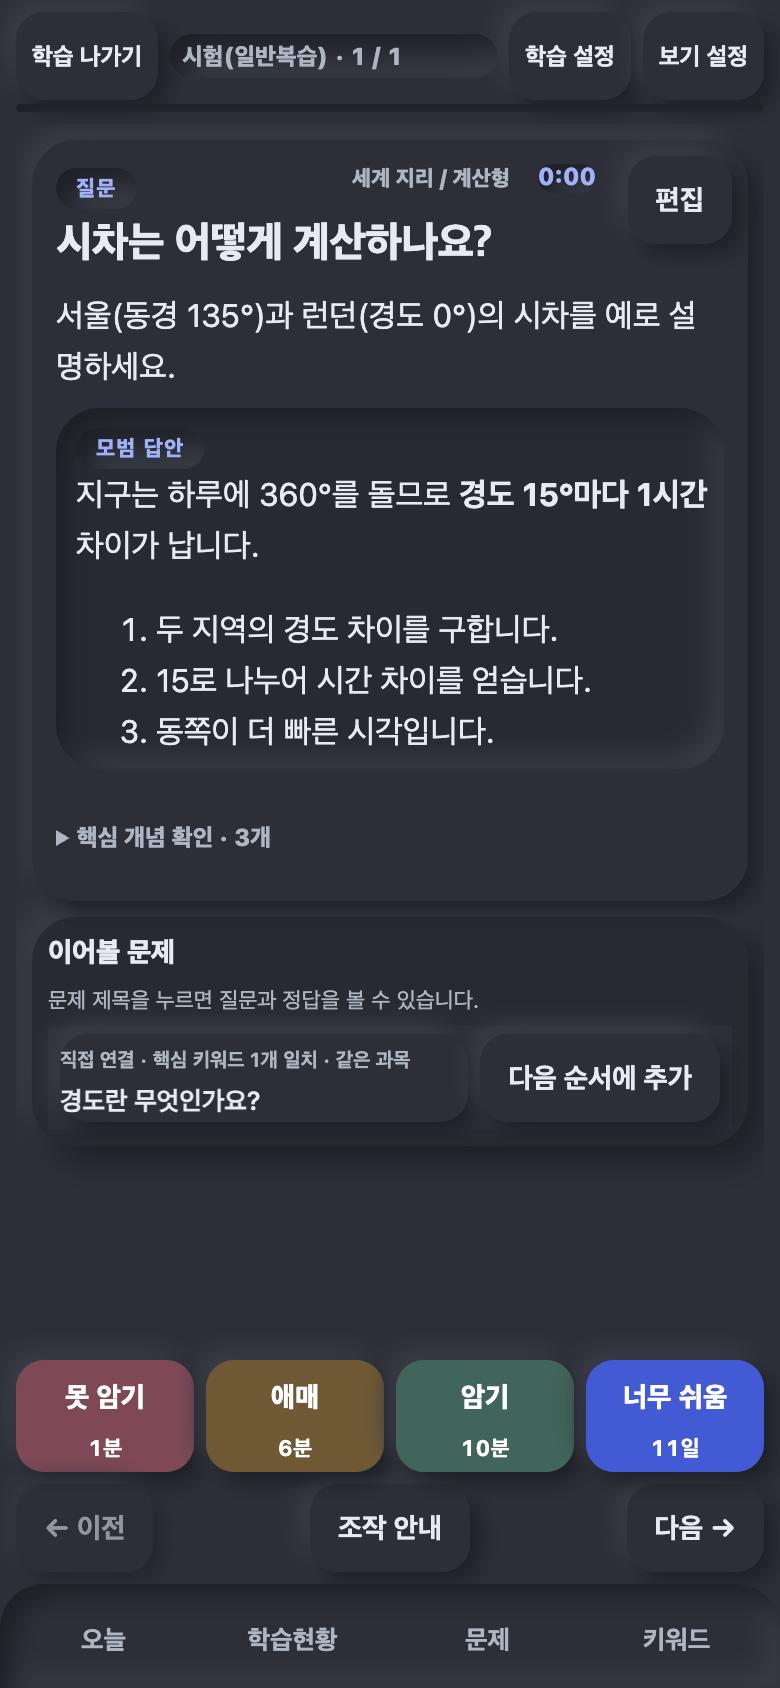 학습 나가기
시험(일반복습) · 1 / 1
학습 설정
보기 설정
질문
세계 지리 / 계산형
0:00
편집
시차는 어떻게 계산하나요?
서울(동경 135°)과 런던(경도 0°)의 시차를 예로 설
명하세요.
모범 답안
지구는 하루에 360°를 돌므로 경도 15°마다 1시간
차이가 납니다.
1. 두 지역의 경도 차이를 구합니다.
2. 15로 나누어 시간 차이를 얻습니다.
3. 동쪽이 더 빠른 시각입니다.
▶ 핵심 개념 확인 · 3개
이어볼 문제
문제 제목을 누르면 질문과 정답을 볼 수 있습니다.
직접 연결 · 핵심 키워드 1개 일치 · 같은 과목
경도란 무엇인가요?
다음 순서에 추가
못 암기
1분
애매
6분
암기
10분
너무 쉬움
11일
← 이전
조작 안내
다음 →
오늘
학습현황
문제
키워드